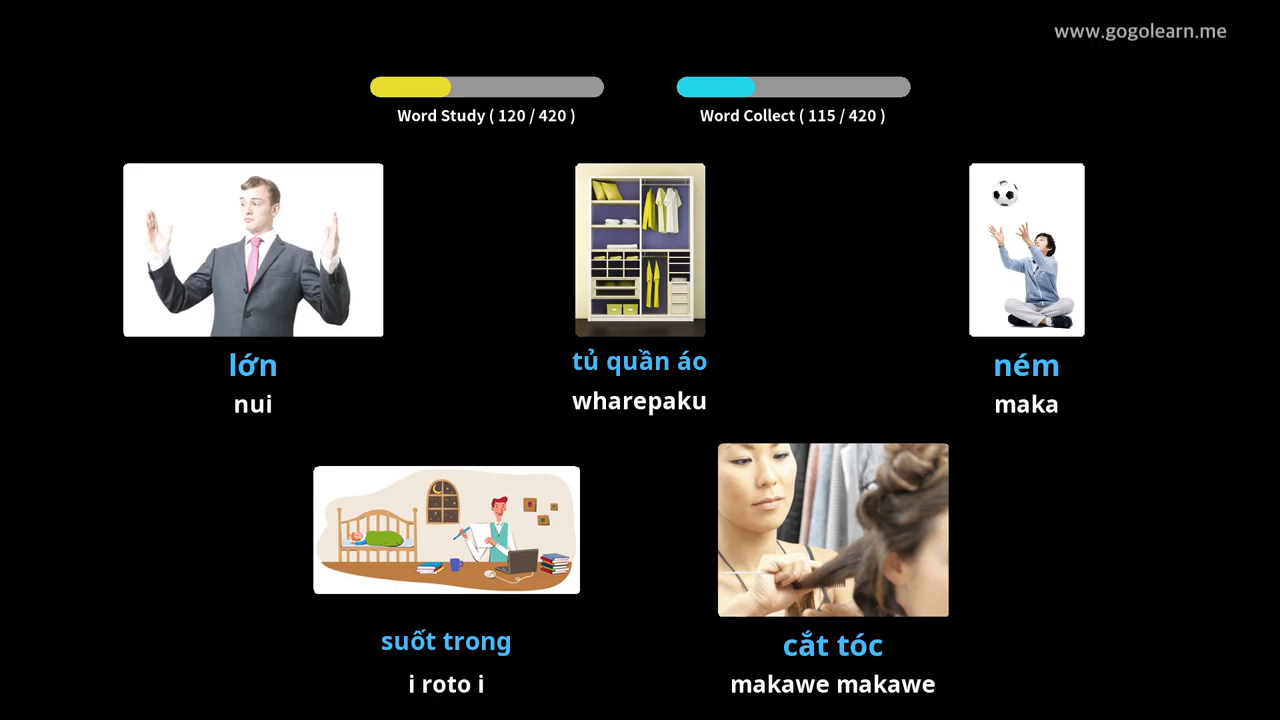 www.gogolearn.me
Word Study ( 120 / 420 )
Word Collect ( 115 / 420 )
lớn
nui
tủ quần áo
wharepaku
ném
maka
suốt trong
i roto i
cắt tóc
makawe makawe